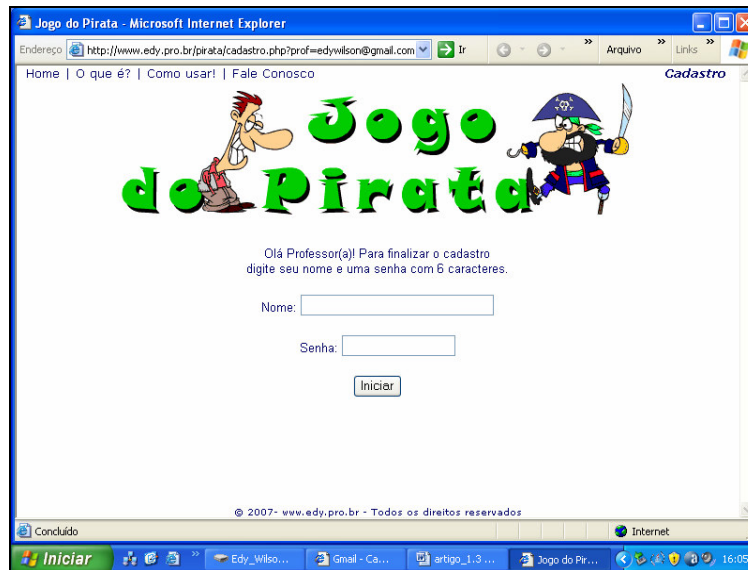 Jogo do Pirata - Microsoft Internet Explorer
Endereço http://www.edy.pro.br/pirata/cadastro.php?prof=edywilson@gmail.com Ir » Arquivo » Links »
Home | O que é? | Como usar! | Fale Conosco Cadastro
Jogo
do Pirata
Olá Professor(a)! Para finalizar o cadastro
digite seu nome e uma senha com 6 caracteres.
Nome:
Senha:
Iniciar
© 2007- www.edy.pro.br - Todos os direitos reservados
Concluído Internet
Iniciar » Edy_Wilso... Gmail - Ca... artigo_1.3 ... Jogo do Pir... 16:05